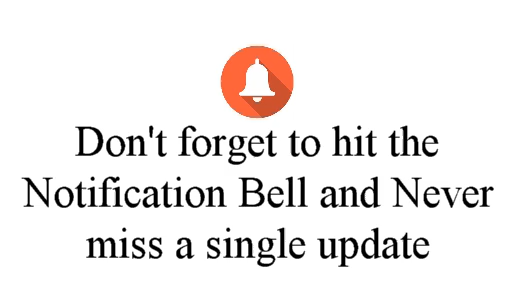 Don't forget to hit the
Notification Bell and Never
miss a single update